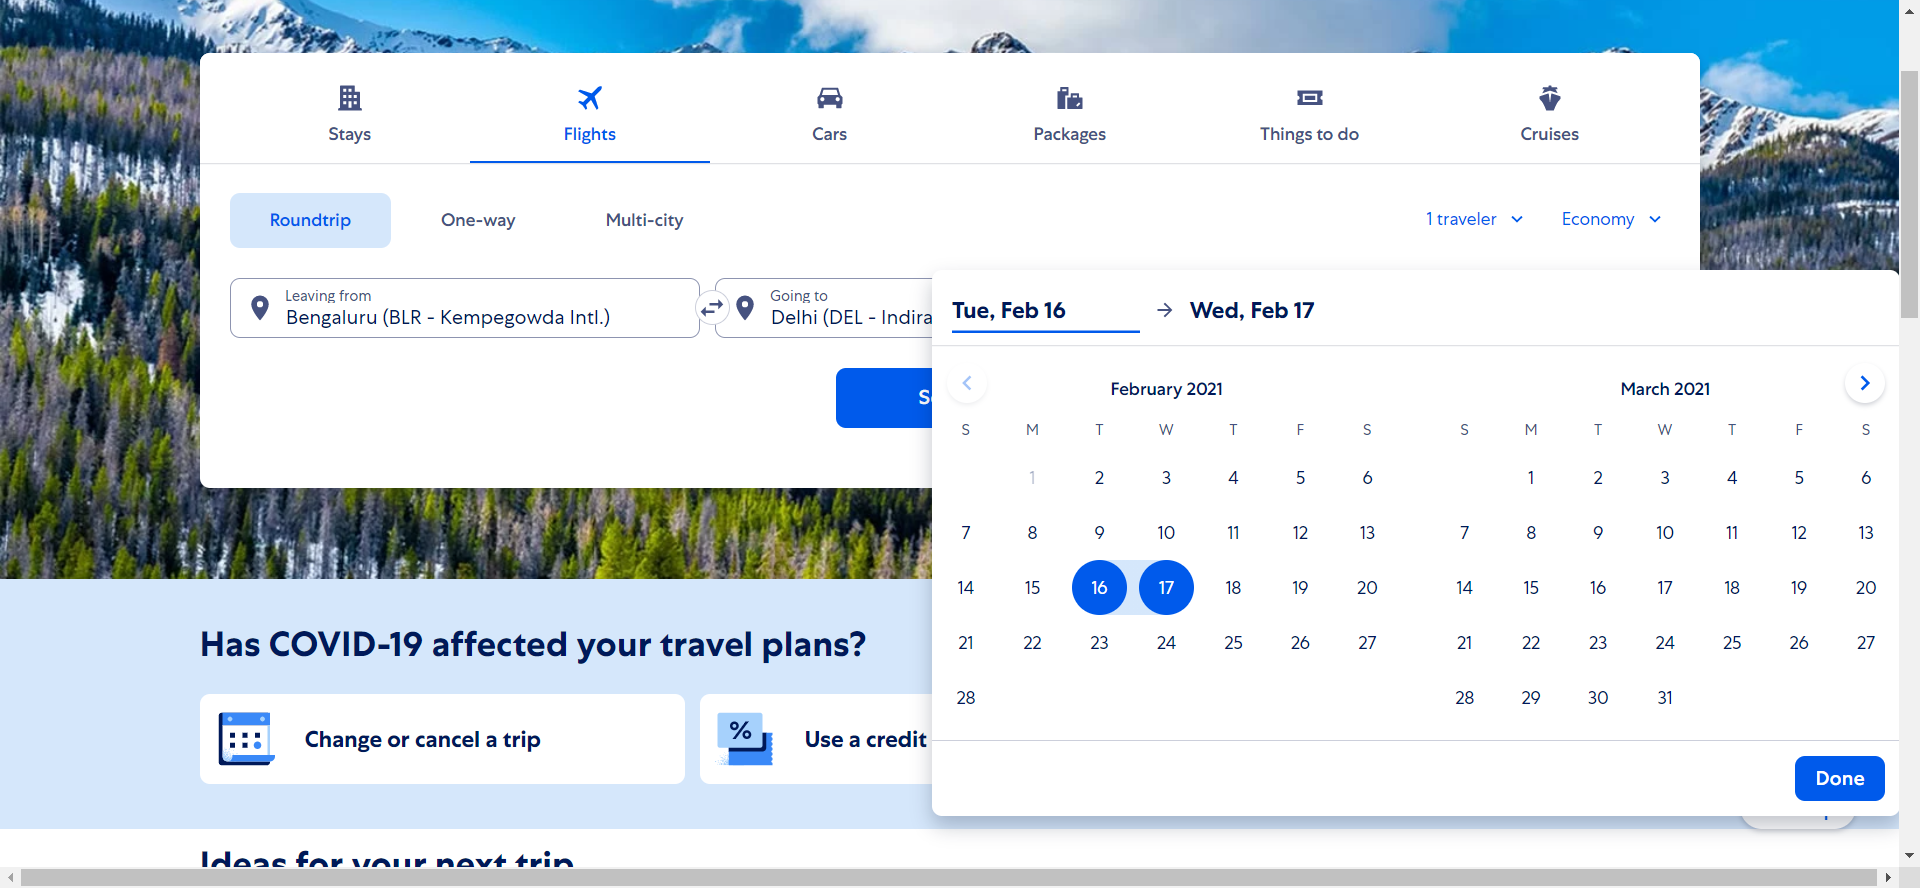 Stays Flights Cars Packages Things to do Cruises
Roundtrip One-way Multi-city 1 traveler Economy
Leaving from
Bengaluru (BLR - Kempegowda Intl.)
Going to
Delhi (DEL - Indira
Tue, Feb 16 Wed, Feb 17
February 2021
S M T W T F S
1 2 3 4 5 6
7 8 9 10 11 12 13
14 15 16 17 18 19 20
21 22 23 24 25 26 27
28
March 2021
S M T W T F S
1 2 3 4 5 6
7 8 9 10 11 12 13
14 15 16 17 18 19 20
21 22 23 24 25 26 27
28 29 30 31
Done
Has COVID-19 affected your travel plans?
Change or cancel a trip
%
Use a credit
Ideas for your next trip